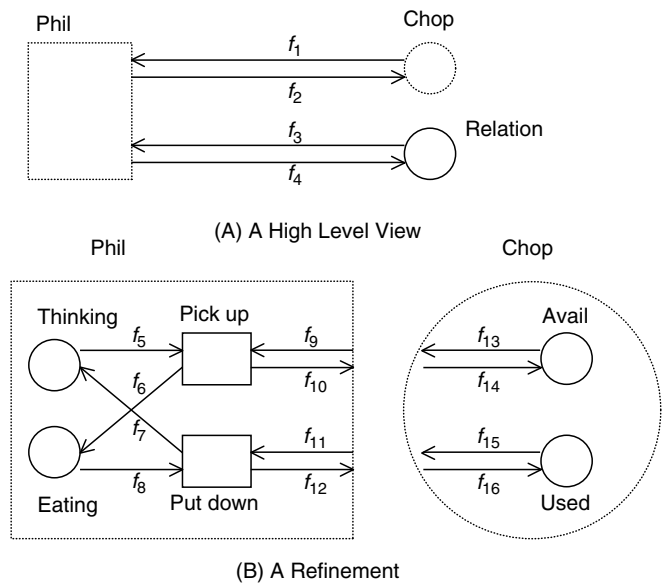 Phil
Chop
f1
f2
Relation
f3
f4
(A) A High Level View
Phil
Chop
Thinking
Pick up
Avail
f5
f9
f13
f6
f10
f14
f7
f11
f15
f8
f12
f16
Eating
Put down
Used
(B) A Refinement